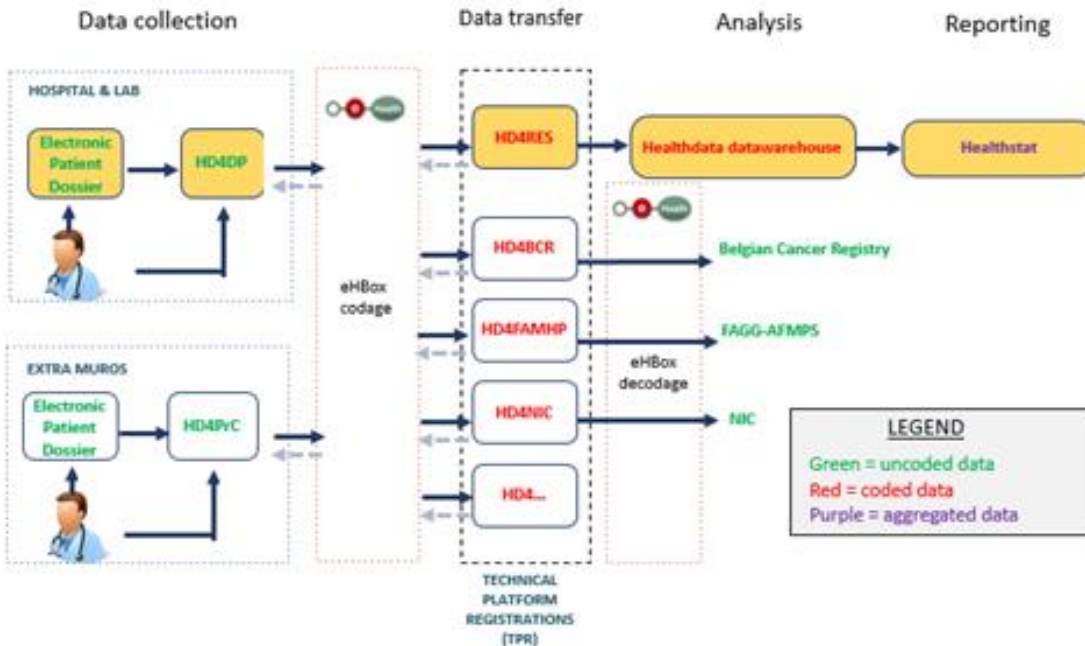 Data collection
Data transfer
Analysis
Reporting
HOSPITAL & LAB
Electronic
Patient
Dossier
HD4DP
eHBox
codage
Health
HD4RES
Healthdata datawarehouse
Healthstat
Health
HD4BCR
Belgian Cancer Registry
HD4FAMHP
FAGG-AFMPS
eHBox
decodage
EXTRA MUROS
Electronic
Patient
Dossier
HD4PrC
HD4NIC
NIC
HD4...
LEGEND
Green = uncoded data
Red = coded data
Purple = aggregated data
TECHNICAL
PLATFORM
REGISTRATIONS
(TPR)